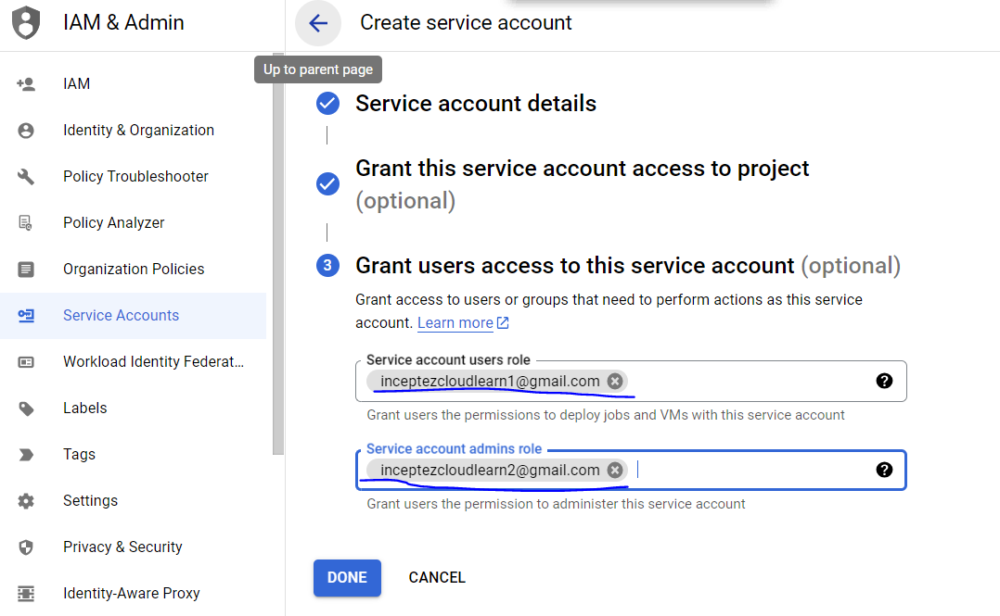 IAM & Admin
Create service account
Up to parent page
IAM
Identity & Organization
Policy Troubleshooter
Policy Analyzer
Organization Policies
Service Accounts
Workload Identity Federat...
Labels
Tags
Settings
Privacy & Security
Identity-Aware Proxy
Service account details
Grant this service account access to project
(optional)
3
Grant users access to this service account (optional)
Grant access to users or groups that need to perform actions as this service
account. Learn more
Service account users role
inceptezcloudlearn1@gmail.com
?
Grant users the permissions to deploy jobs and VMs with this service account
Service account admins role
inceptezcloudlearn2@gmail.com
?
Grant users the permission to administer this service account
DONE
CANCEL